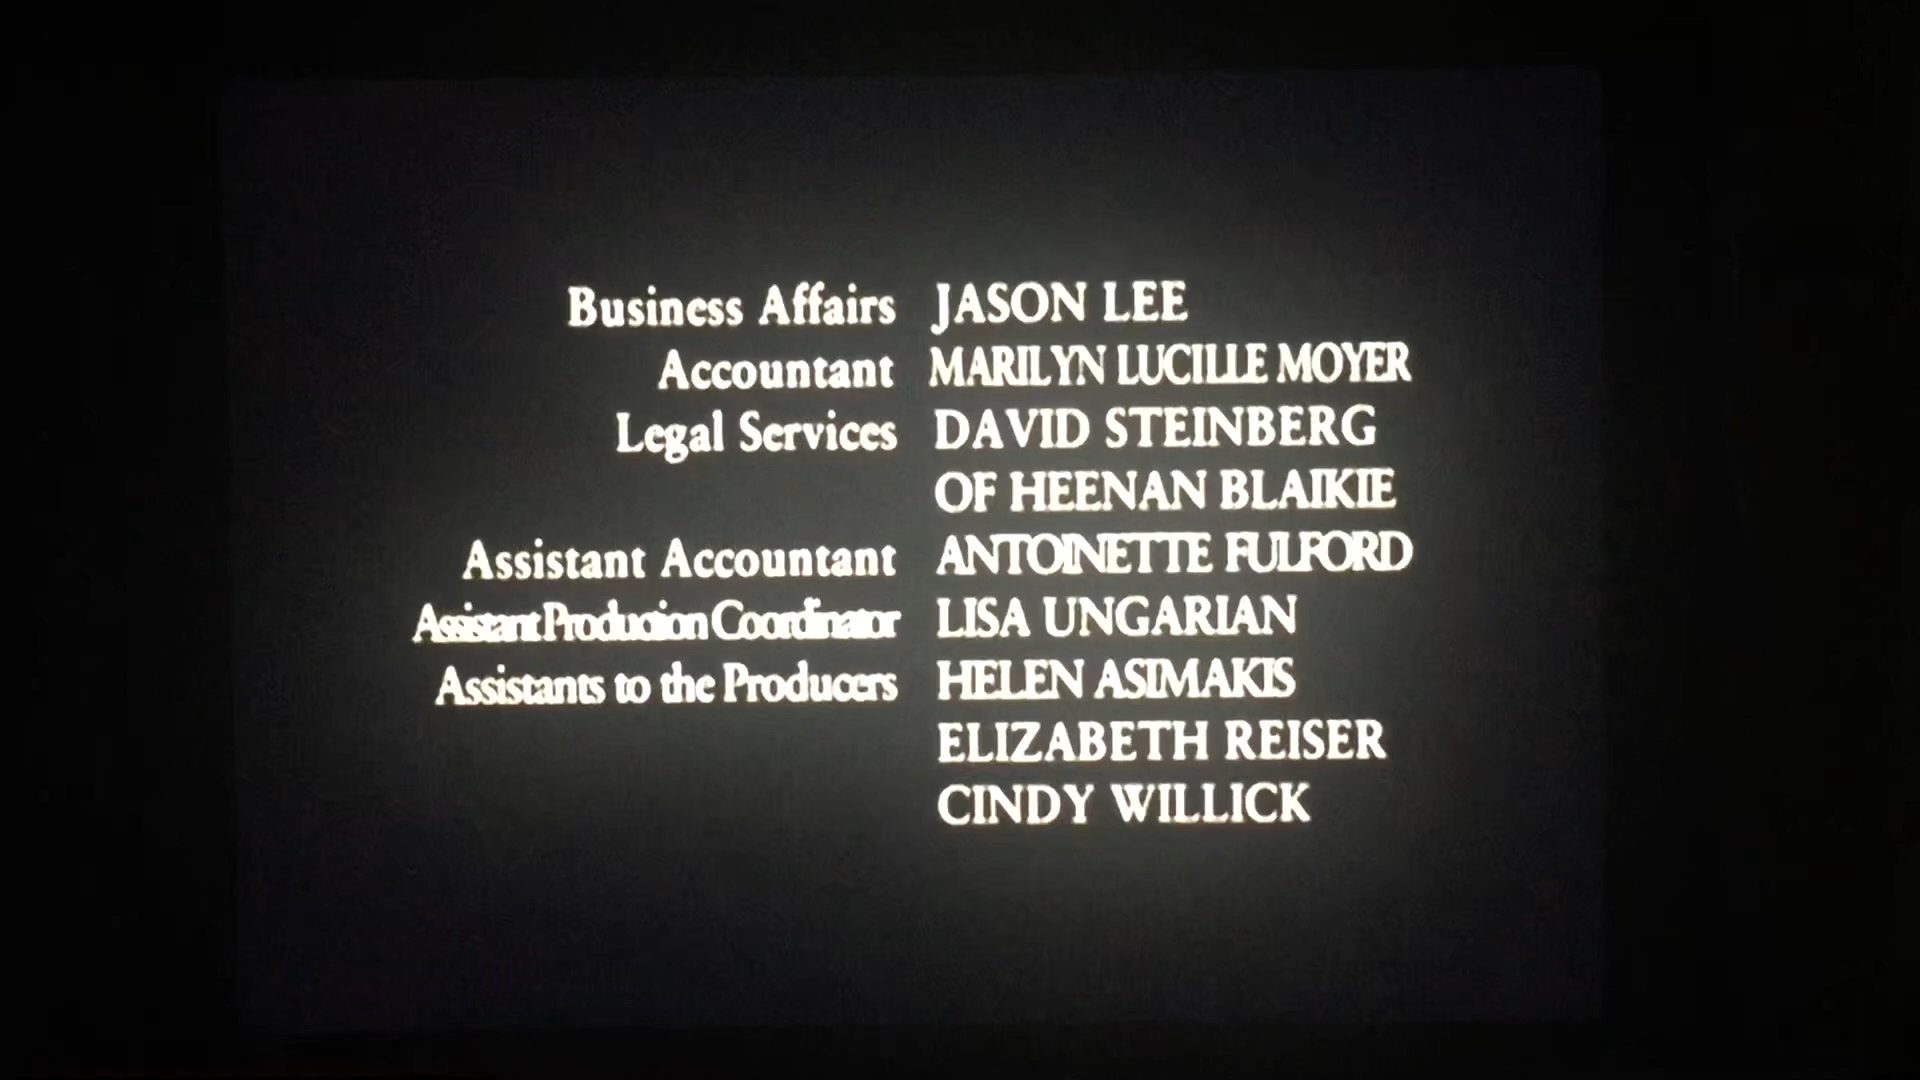 Business Affairs JASON LEE
Accountant MARILYN LUCILLE MOYER
Legal Services DAVID STEINBERG
OF HEENAN BLAIKIE
Assistant Accountant ANTOINETTE FULFORD
Assistant Production Coordinator LISA UNGARIAN
Assistants to the Producers HELEN ASIMAKIS
ELIZABETH REISER
CINDY WILLICK